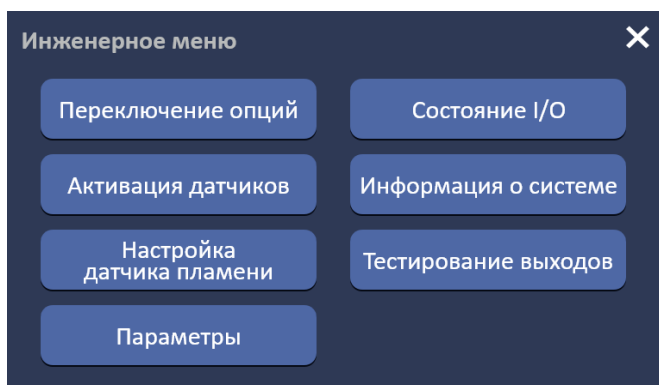 Инженерное меню
Переключение опций
Состояние I/O
Активация датчиков
Информация о системе
Настройка
датчика пламени
Тестирование выходов
Параметры